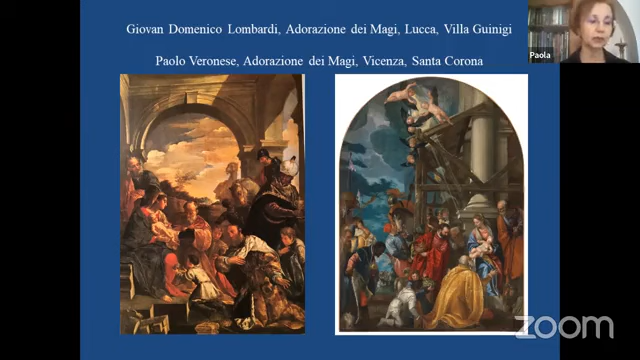 Giovan Domenico Lombardi, Adorazione dei Magi, Lucca, Villa Guinigi
Paolo Veronese, Adorazione dei Magi, Vicenza, Santa Corona
Paola
zoom